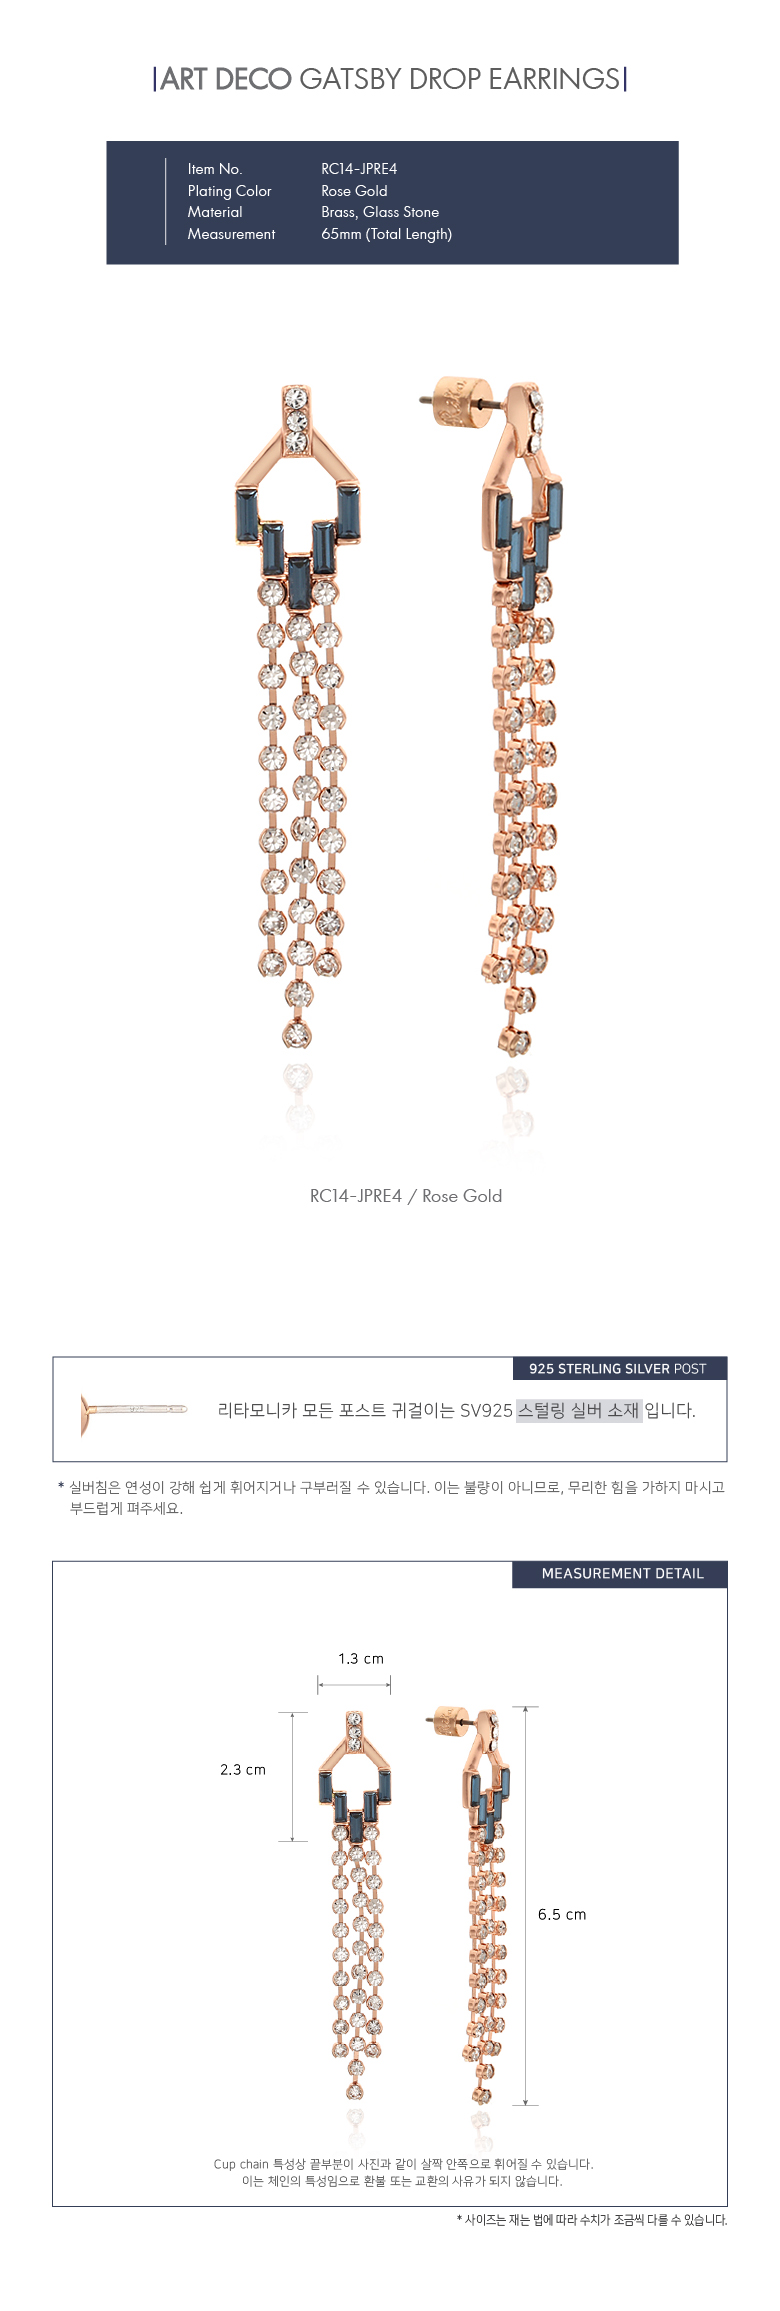 |ART DECO GATSBY DROP EARRINGS|
Item No. RC14-JPRE4
Plating Color Rose Gold
Material Brass, Glass Stone
Measurement 65mm (Total Length)
RC14-JPRE4 / Rose Gold
925 STERLING SILVER POST
리타모니카 모든 포스트 귀걸이는 SV925 스털링 실버 소재 입니다.
* 실버침은 연성이 강해 쉽게 휘어지거나 구부러질 수 있습니다. 이는 불량이 아니므로, 무리한 힘을 가하지 마시고
부드럽게 펴주세요.
MEASUREMENT DETAIL
1.3 cm
2.3 cm
6.5 cm
Cup chain 특성상 끝부분이 사진과 같이 살짝 안쪽으로 휘어질 수 있습니다.
이는 체인의 특성임으로 환불 또는 교환의 사유가 되지 않습니다.
* 사이즈는 재는 법에 따라 수치가 조금씩 다를 수 있습니다.